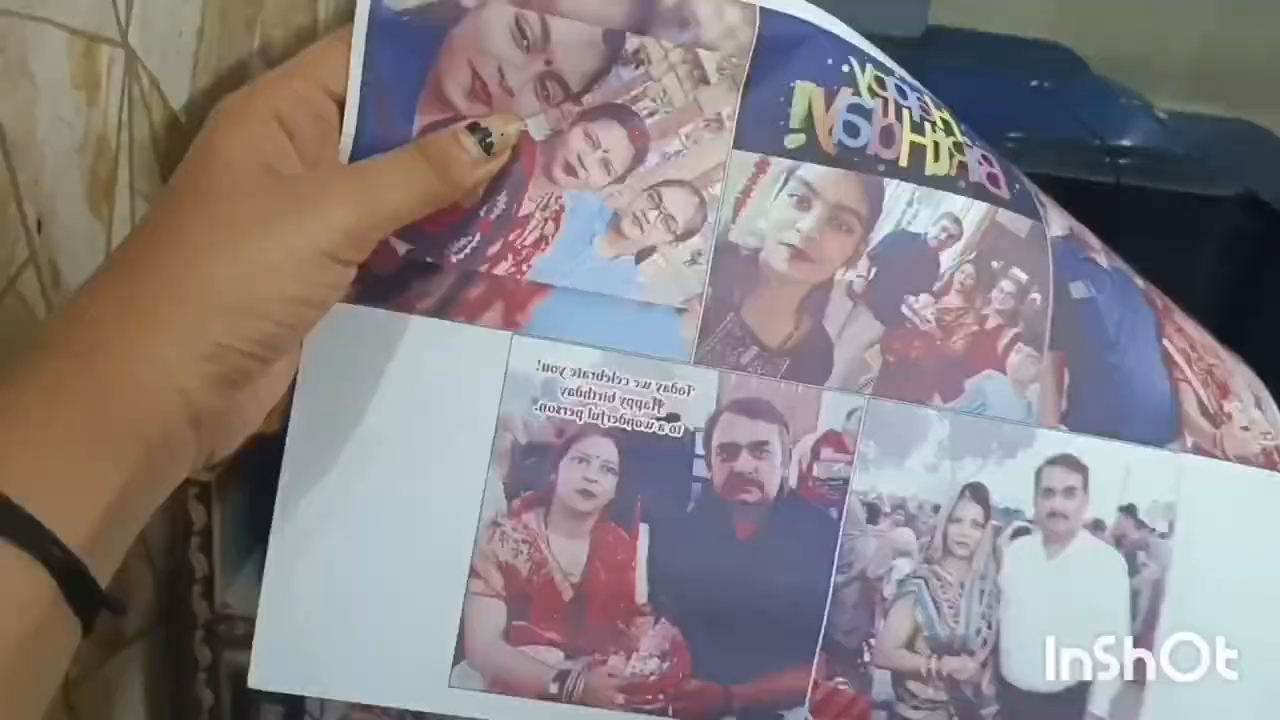 Happy
BiRtHDaY!
Today we celebrate you!
Happy birthday
to a wonderful person.
InShOt